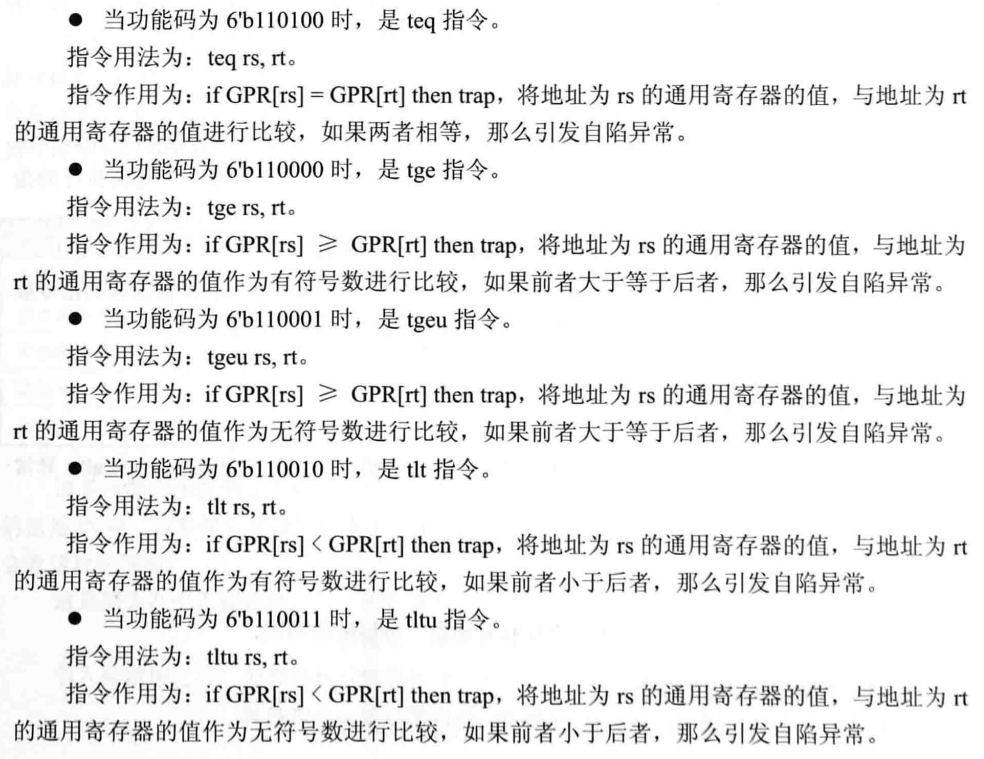 ● 当功能码为 6'b110100 时，是 teq 指令。
指令用法为：teq rs, rt。
指令作用为：if GPR[rs] = GPR[rt] then trap，将地址为 rs 的通用寄存器的值，与地址为 rt
的通用寄存器的值进行比较，如果两者相等，那么引发自陷异常。
● 当功能码为 6'b110000 时，是 tge 指令。
指令用法为：tge rs, rt。
指令作用为：if GPR[rs] ≥ GPR[rt] then trap，将地址为 rs 的通用寄存器的值，与地址为
rt 的通用寄存器的值作为有符号数进行比较，如果前者大于等于后者，那么引发自陷异常。
● 当功能码为 6'b110001 时，是 tgeu 指令。
指令用法为：tgeu rs, rt。
指令作用为：if GPR[rs] ≥ GPR[rt] then trap，将地址为 rs 的通用寄存器的值，与地址为
rt 的通用寄存器的值作为无符号数进行比较，如果前者大于等于后者，那么引发自陷异常。
● 当功能码为 6'b110010 时，是 tlt 指令。
指令用法为：tlt rs, rt。
指令作用为：if GPR[rs] < GPR[rt] then trap，将地址为 rs 的通用寄存器的值，与地址为 rt
的通用寄存器的值作为有符号数进行比较，如果前者小于后者，那么引发自陷异常。
● 当功能码为 6'b110011 时，是 tltu 指令。
指令用法为：tltu rs, rt。
指令作用为：if GPR[rs] < GPR[rt] then trap，将地址为 rs 的通用寄存器的值，与地址为 rt
的通用寄存器的值作为无符号数进行比较，如果前者小于后者，那么引发自陷异常。